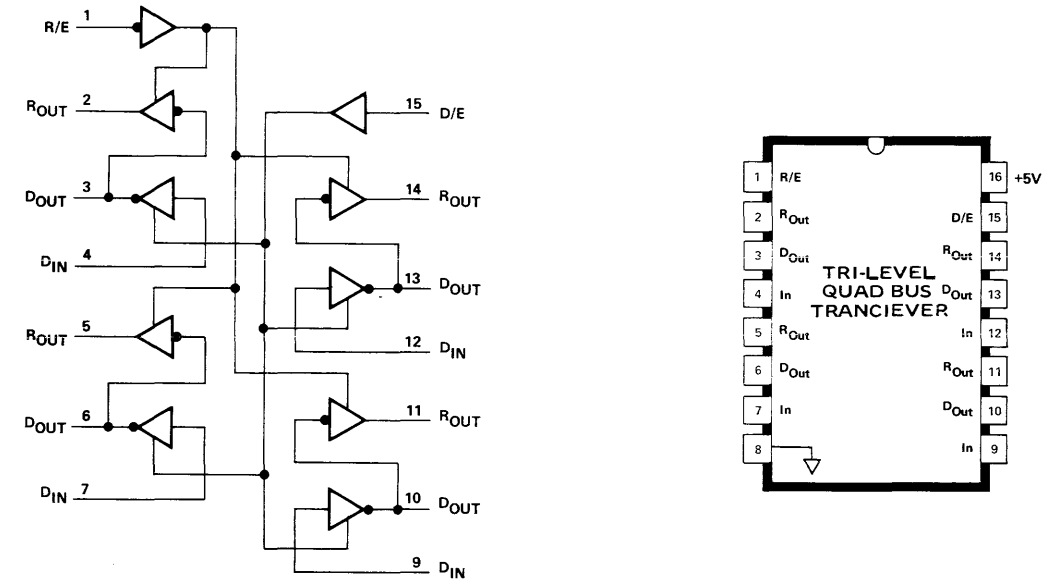 R/E 1
ROUT 2
15 D/E
DOUT 3
14 ROUT
DIN 4
13 DOUT
ROUT 5
12 DIN
DOUT 6
11 ROUT
DIN 7
10 DOUT
9 DIN
1 R/E
16 +5V
2 ROut
D/E 15
3 DOut
ROut 14
TRI-LEVEL
QUAD BUS
TRANCIEVER
4 In
DOut 13
5 ROut
In 12
6 DOut
ROut 11
7 In
DOut 10
8
In 9